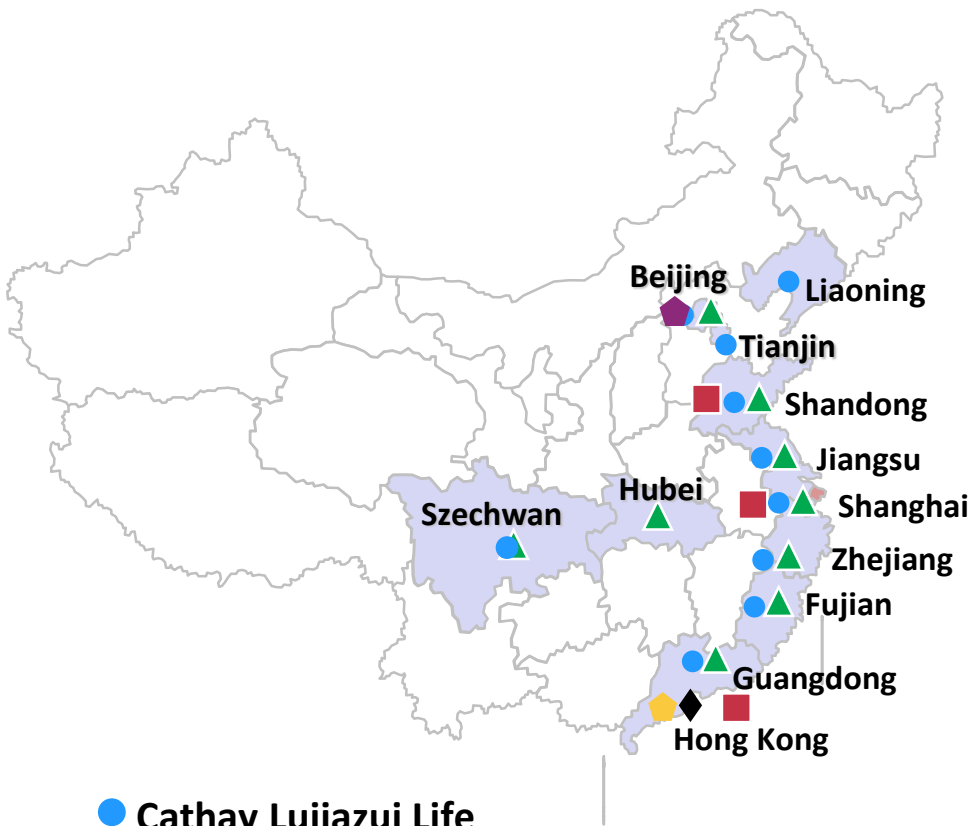 Beijing
Liaoning
Tianjin
Shandong
Jiangsu
Hubei
Szechwan
Shanghai
Zhejiang
Fujian
Guangdong
Hong Kong
Cathay Lujiazui Life